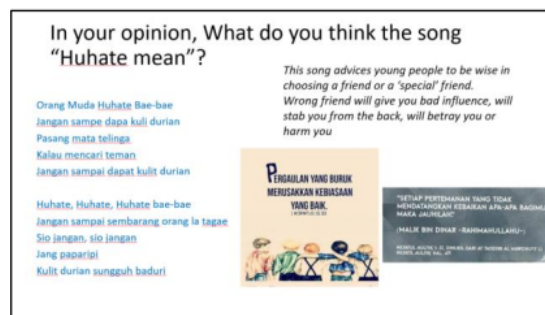 In your opinion, What do you think the song
“Huhate mean”?
This song advices young people to be wise in
choosing a friend or a ‘special’ friend.
Wrong friend will give you bad influence, will
stab you from the back, will betray you or
harm you
Orang Muda Huhate Bae-bae
Jangan sampe dapa kuli durian
Pasang mata telinga
Kalau mencari teman
Jangan sampai dapat kulit durian
Huhate, Huhate, Huhate bae-bae
Jangan sampai sembarang orang la tagae
Sio jangan, sio jangan
Jang paparipi
Kulit durian sungguh baduri
PERGAULAN YANG BURUK
MERUSAKKAN KEBIASAAN
YANG BAIK.
"SETIAP PERTEMANAN YANG TIDAK
MENDATANGKAN KEBAIKAN APA-APA BAGIMU
MAKA JAUHILAH"
(MALIK BIN DINAR -RAHIMAHULLAHU-)